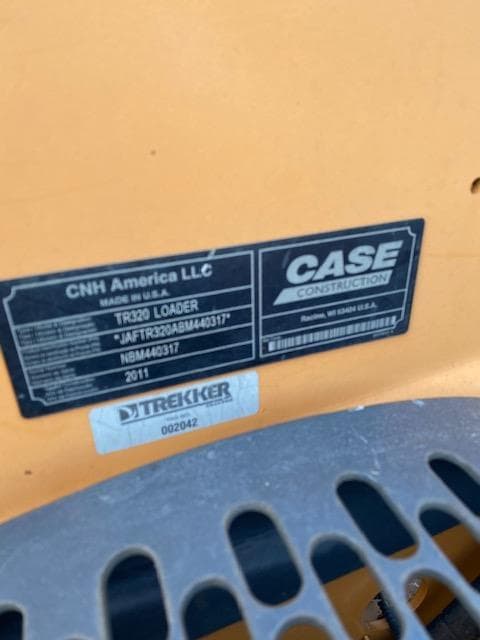 CNH America LLC
MADE IN U.S.A.
TR320 LOADER
*JAFTR320ABM440317*
NBM440317
2011
CASE
CONSTRUCTION
Racine, WI 53404 U.S.A.
TREKKER
002042